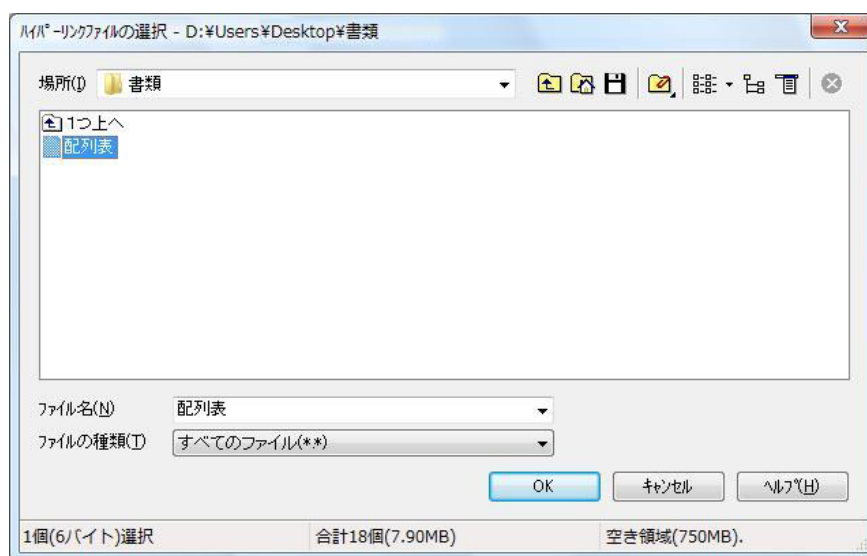 ﾊｲﾊﾟｰﾘﾝｸﾌｧｲﾙの選択 - D:¥Users¥Desktop¥書類
場所(I) 書類
1つ上へ
配列表
ﾌｧｲﾙ名(N) 配列表
ﾌｧｲﾙの種類(T) すべてのファイル(*.*)
OK ｷｬﾝｾﾙ ﾍﾙﾌﾟ(H)
1個(6バイト)選択 合計18個(7.90MB) 空き領域(750MB).